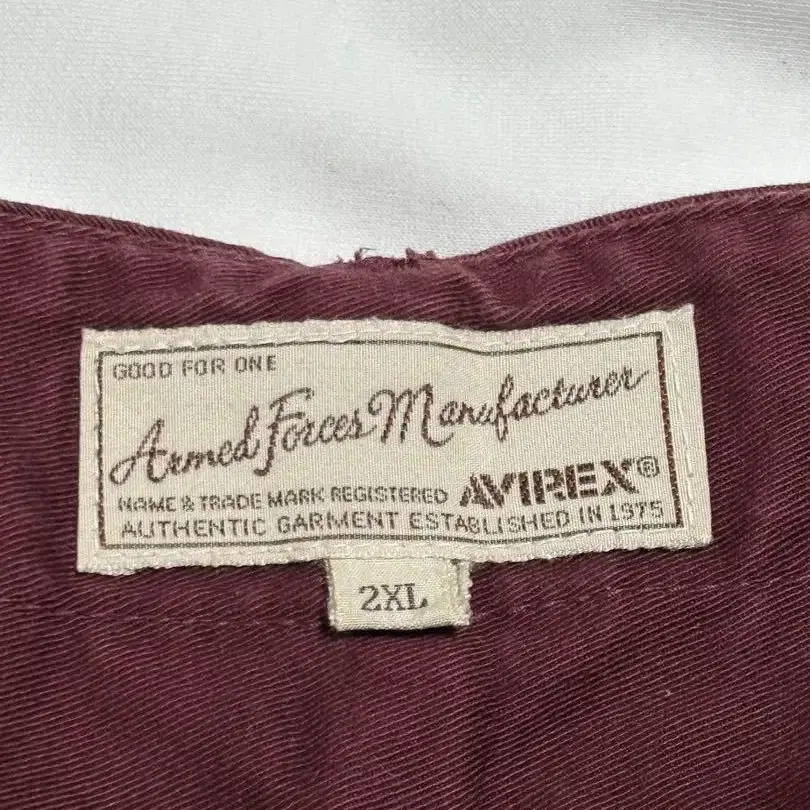 GOOD FOR ONE
Armed Forces Manufacturer
NAME & TRADE MARK REGISTERED AVIREX®
AUTHENTIC GARMENT ESTABLISHED IN 1975
2XL